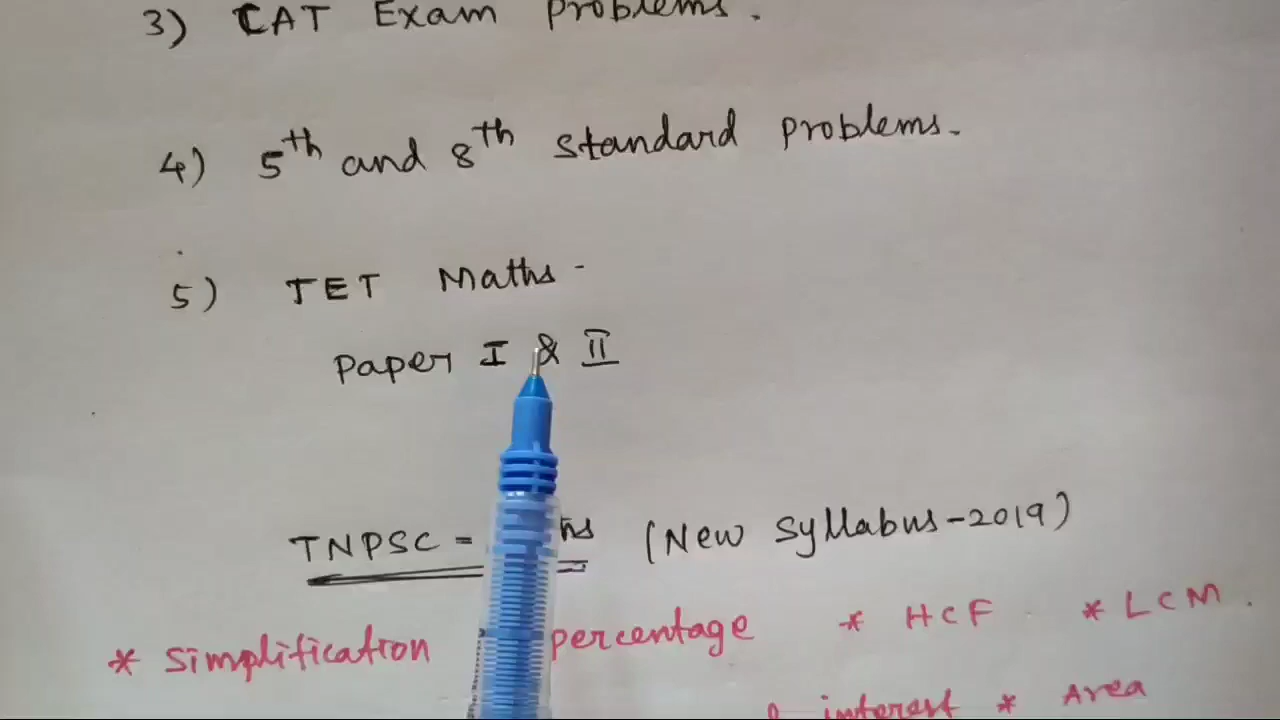 3) CAT Exam Problems.
4) 5th and 8th standard problems.
5) TET Maths.
Paper I & II
TNPSC = (New Syllabus-2019)
* Simplification percentage * HCF * LCM.
interest * Area